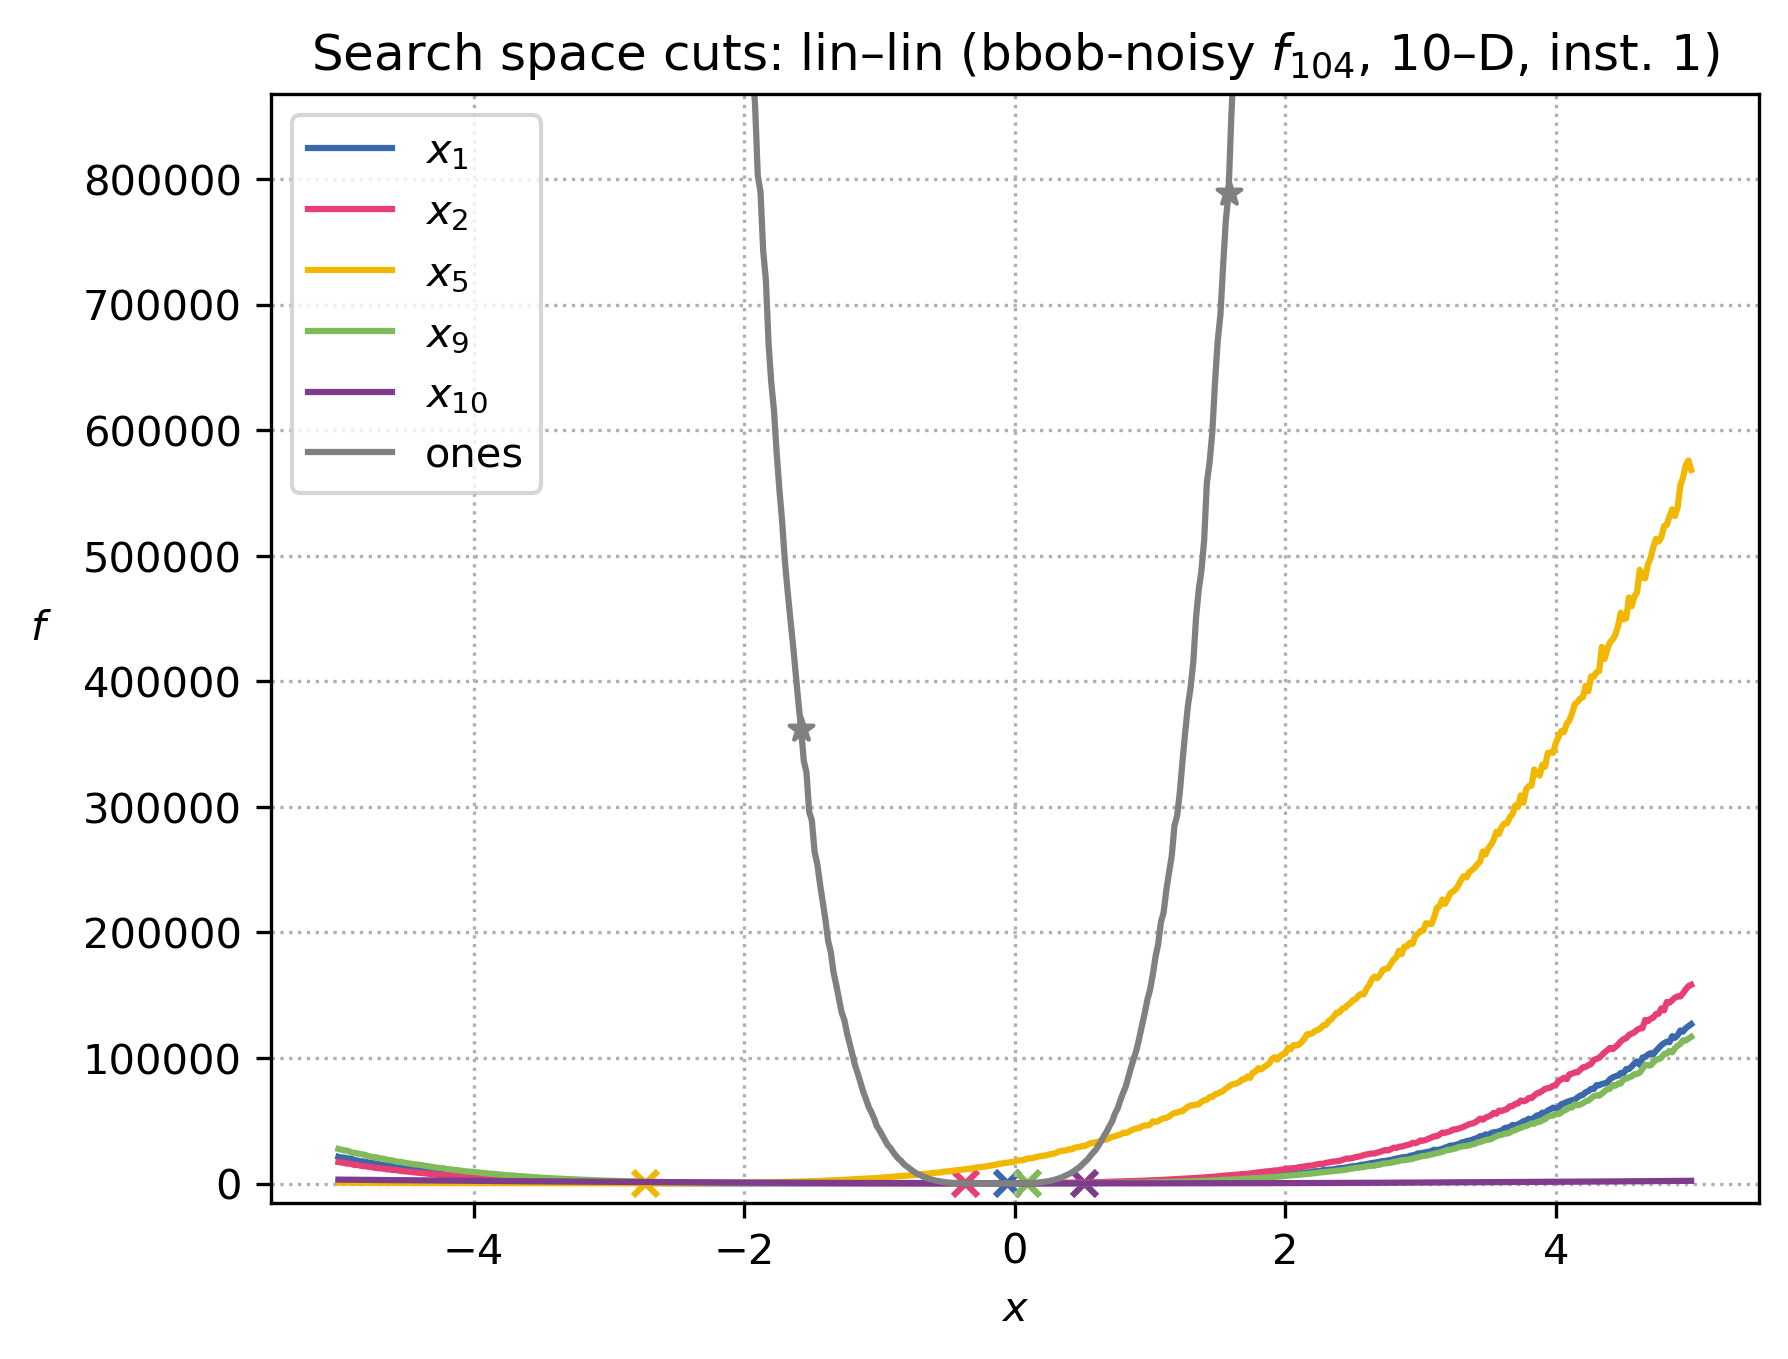 Search space cuts: lin–lin (bbob-noisy f₁₀₄, 10–D, inst. 1)
x₁
x₂
x₅
x₉
x₁₀
ones
800000
700000
600000
500000
400000
300000
200000
100000
0
f
−4 −2 0 2 4
x